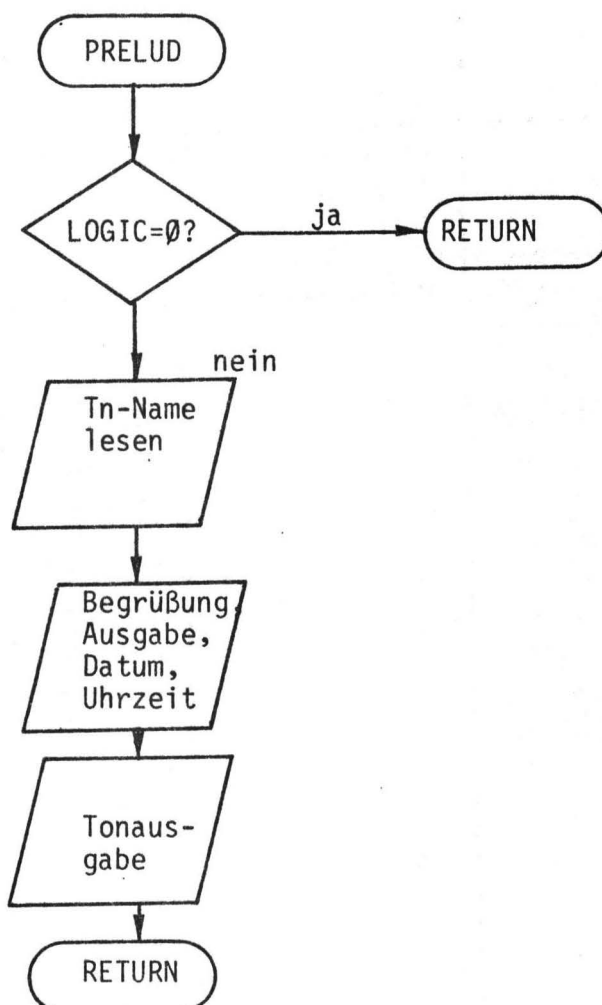 PRELUD
LOGIC=Ø?
ja
RETURN
nein
Tn-Name
lesen
Begrüßung,
Ausgabe,
Datum,
Uhrzeit
Tonaus-
gabe
RETURN